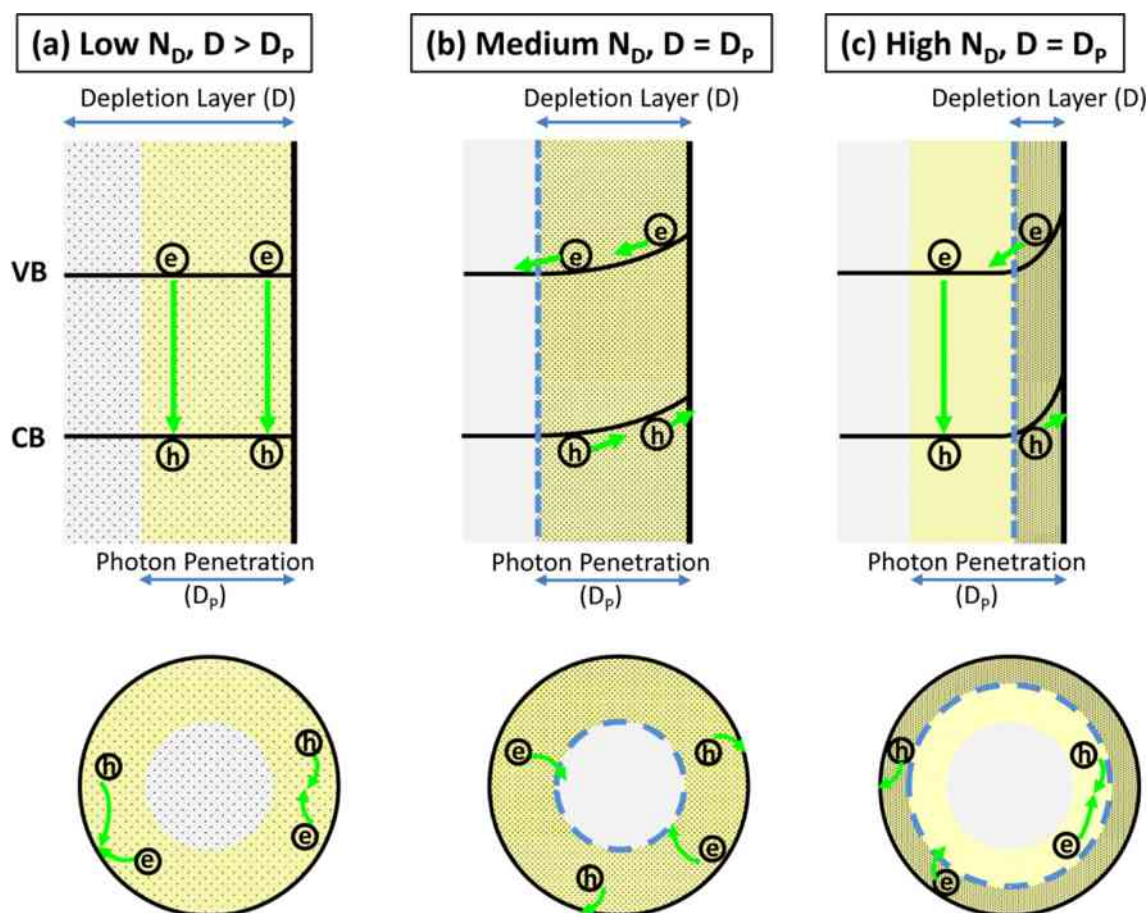 (a) Low N_D, D > D_P
(b) Medium N_D, D = D_P
(c) High N_D, D = D_P
Depletion Layer (D)
Depletion Layer (D)
Depletion Layer (D)
e e
e e
e e
VB
CB
h h
h h
h h
Photon Penetration
(D_P)
Photon Penetration
(D_P)
Photon Penetration
(D_P)
h h
e e
e h
e
h
h h
e
e